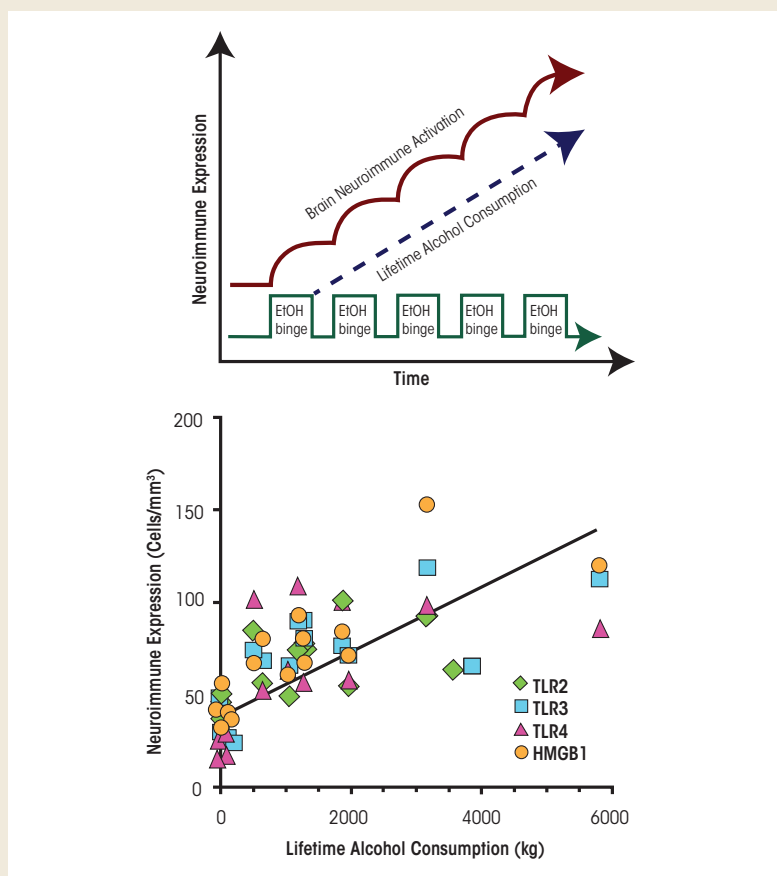 Neuroimmune Expression
Brain Neuroimmune Activation
Lifetime Alcohol Consumption
EtOH
binge
EtOH
binge
EtOH
binge
EtOH
binge
EtOH
binge
Time
Neuroimmune Expression (Cells/mm³)
200
150
100
50
0
TLR2
TLR3
TLR4
HMGB1
0 2000 4000 6000
Lifetime Alcohol Consumption (kg)